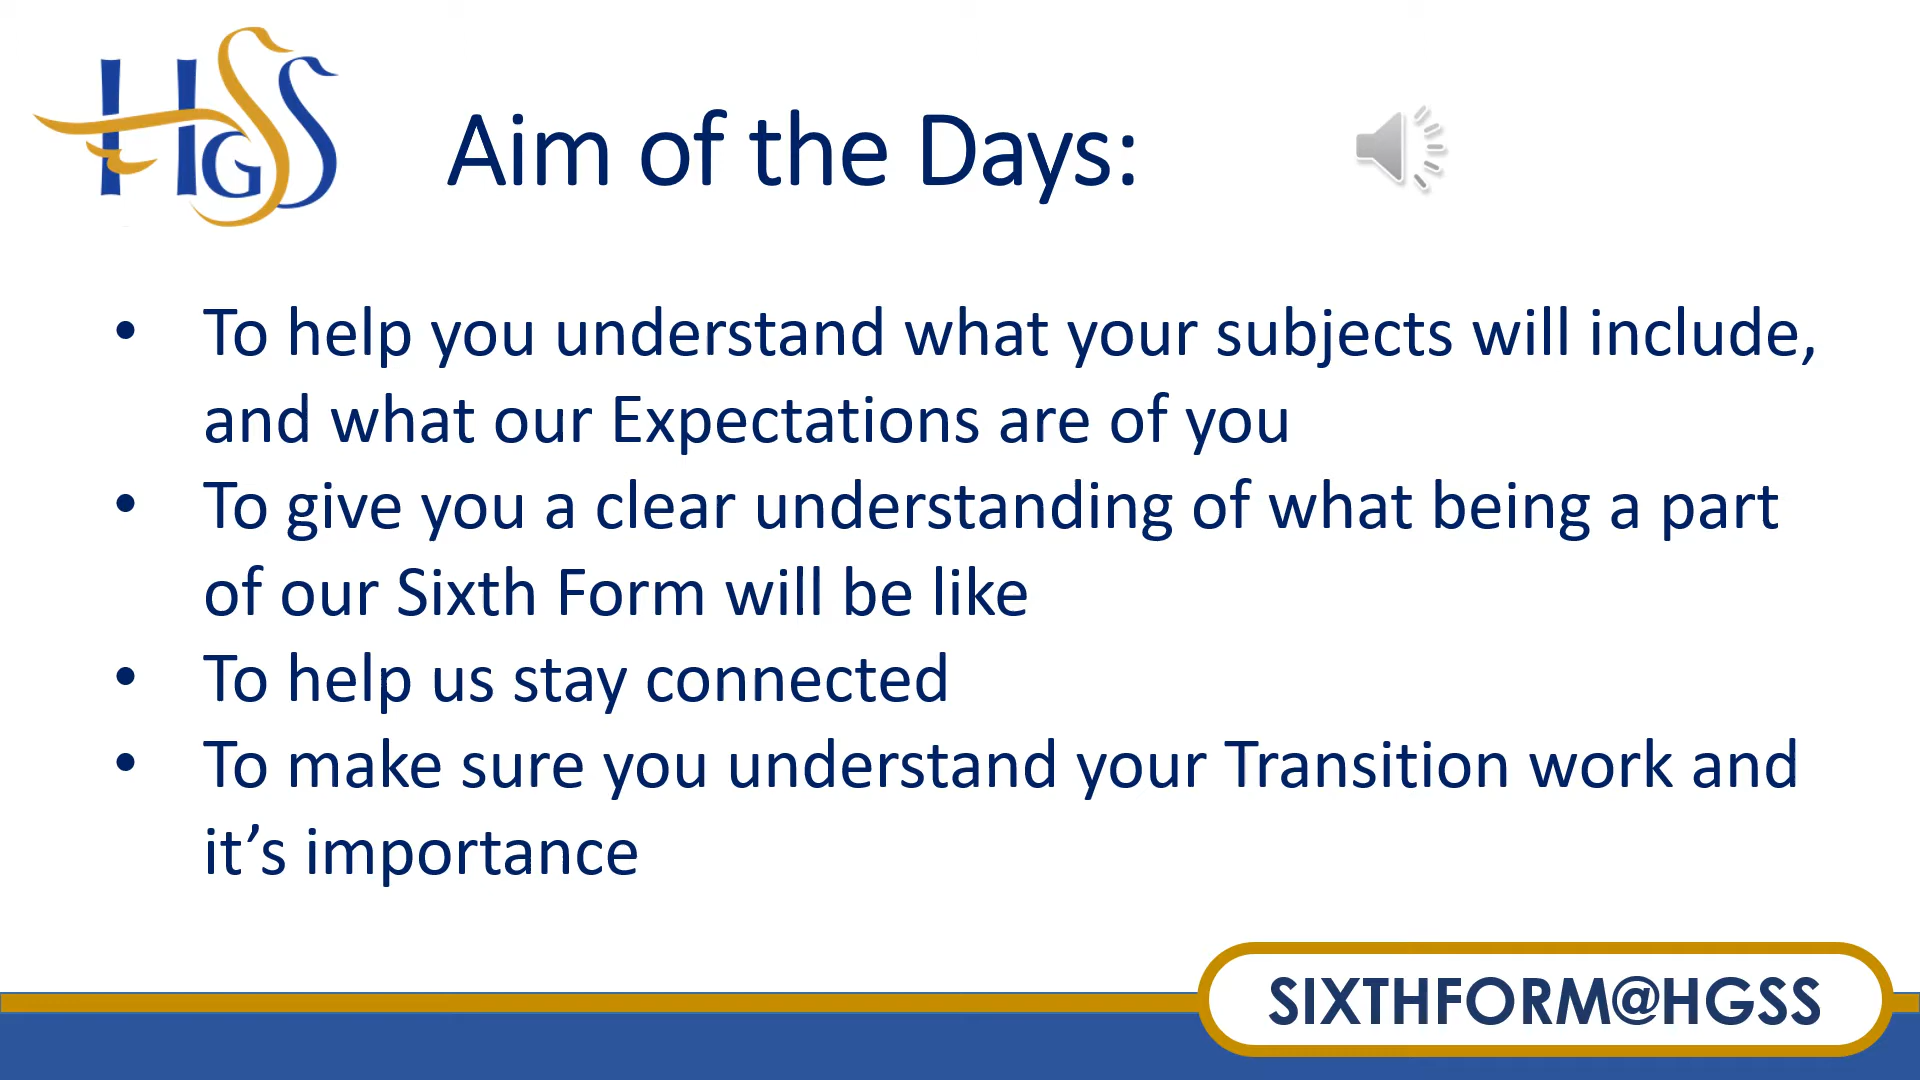 HGSS
Aim of the Days:
• To help you understand what your subjects will include,
and what our Expectations are of you
• To give you a clear understanding of what being a part
of our Sixth Form will be like
• To help us stay connected
• To make sure you understand your Transition work and
it’s importance
SIXTHFORM@HGSS